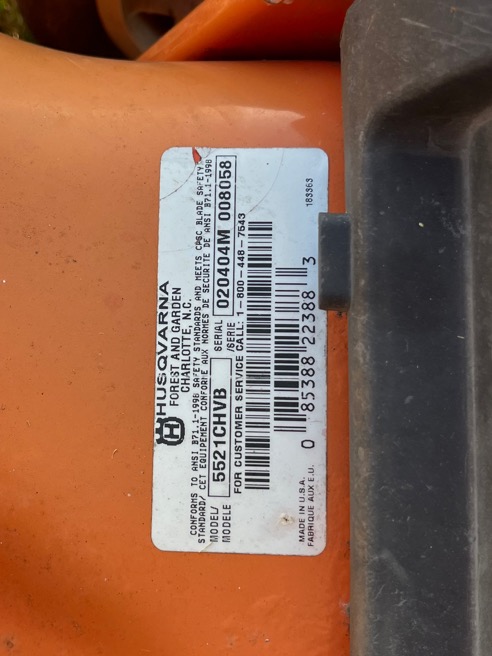 HUSQVARNA
FOREST AND GARDEN
CHARLOTTE, N.C.
CONFORMS TO ANSI B71.1-1998 SAFETY STANDARDS AND MEETS CPSC BLADE SAFETY
STANDARD/ CET EQUIPEMENT CONFORME AUX NORMES DE SECURITE DE ANSI B71.1-1998
MODEL/ 5521CHVB SERIAL 020404M 008058
MODELE /SERIE
FOR CUSTOMER SERVICE CALL: 1-800-448-7543
0 85388 22388 3
MADE IN U.S.A.
FABRIQUE AUX E.U.
183363